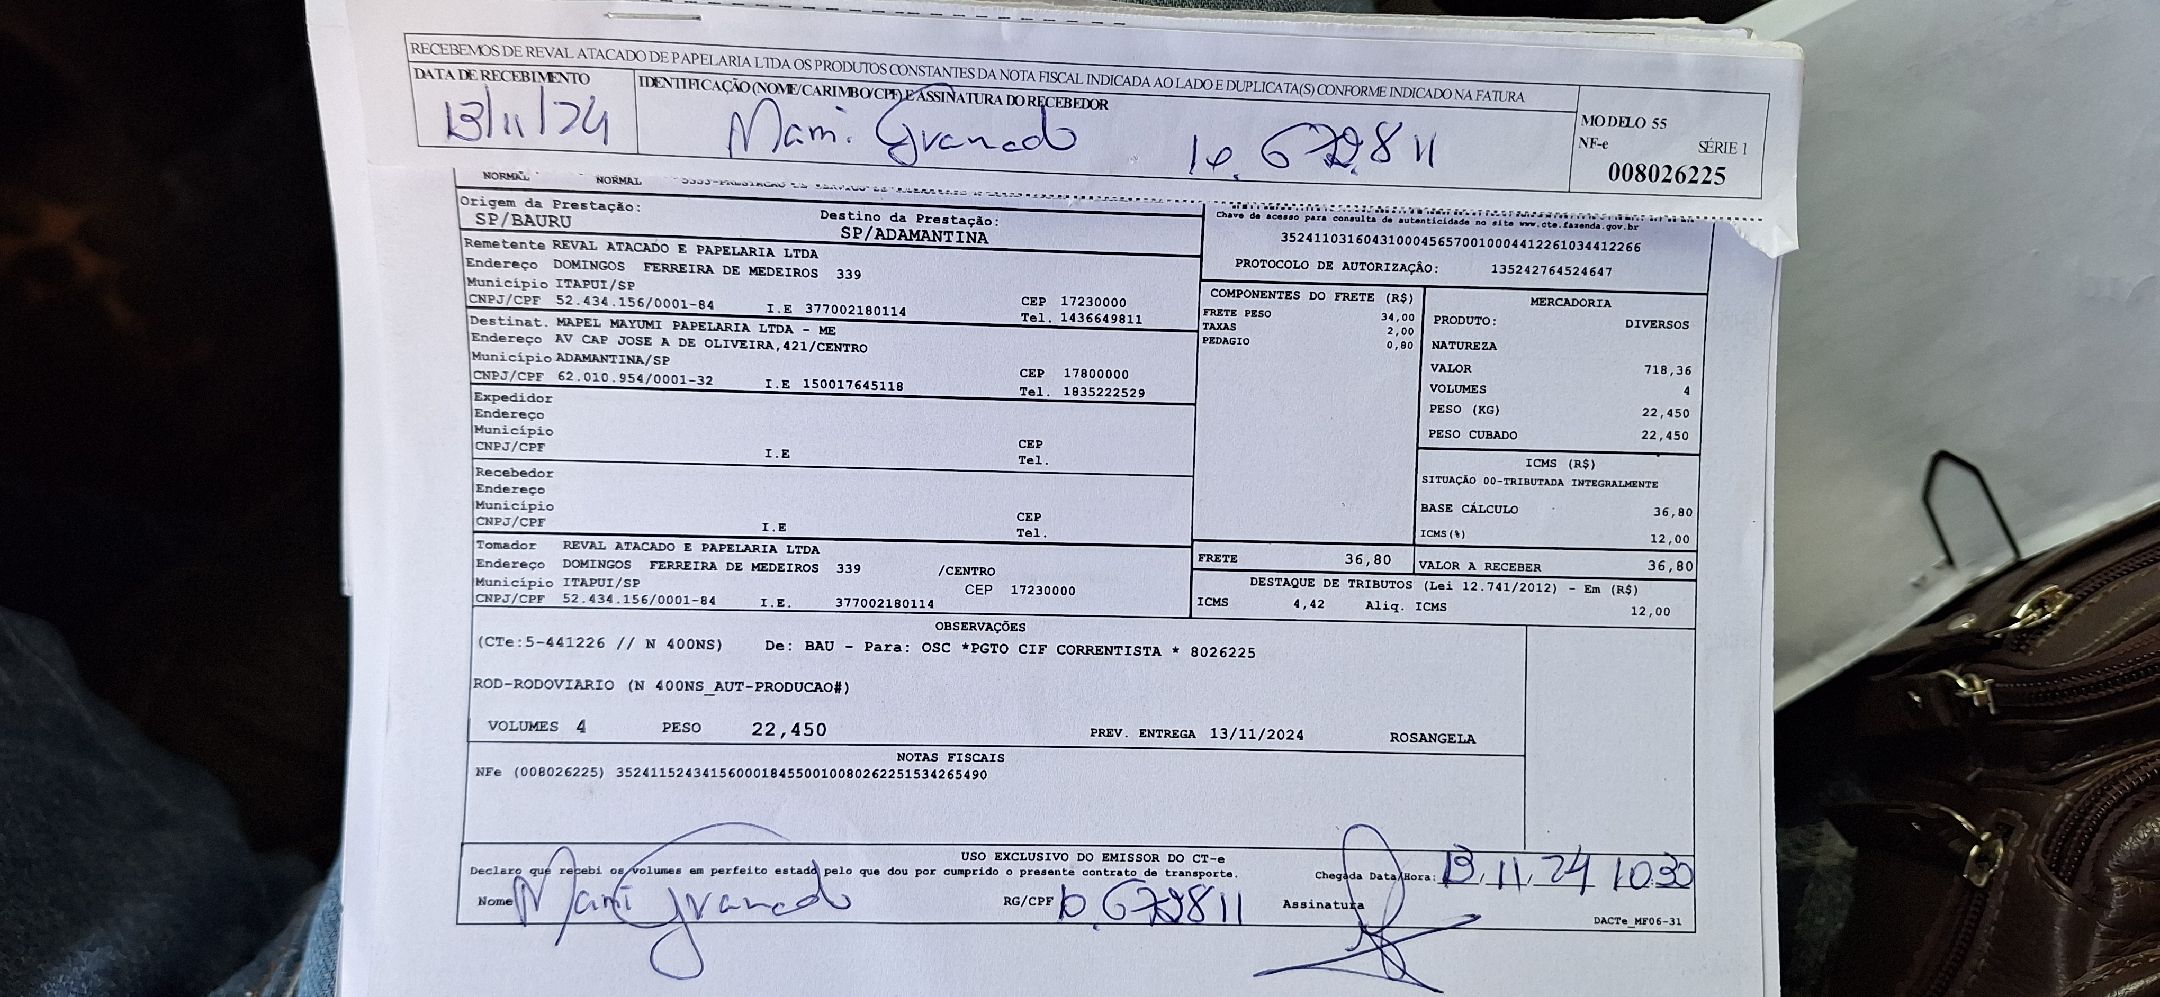 RECEBEMOS DE REVAL ATACADO DE PAPELARIA LTDA OS PRODUTOS CONSTANTES DA NOTA FISCAL INDICADA AO LADO E DUPLICATA(S) CONFORME INDICADO NA FATURA
DATA DE RECEBIMENTO IDENTIFICAÇÃO (NOME/CARIMBO/CPF) E ASSINATURA DO RECEBEDOR
13/11/24
MODELO 55
NF-e SÉRIE 1
008026225
NORMAL NORMAL
Origem da Prestação: Destino da Prestação:
SP/BAURU SP/ADAMANTINA
Chave de acesso para consulta de autenticidade no site www.cte.fazenda.gov.br
35241103160431000456570010004412261034412266
PROTOCOLO DE AUTORIZAÇÃO: 135242764524647
Remetente REVAL ATACADO E PAPELARIA LTDA
Endereço DOMINGOS FERREIRA DE MEDEIROS 339
Município ITAPUI/SP CEP 17230000
CNPJ/CPF 52.434.156/0001-84 I.E 377002180114 Tel. 1436649811
Destinat. MAPEL MAYUMI PAPELARIA LTDA - ME
Endereço AV CAP JOSE A DE OLIVEIRA,421/CENTRO
Município ADAMANTINA/SP CEP 17800000
CNPJ/CPF 62.010.954/0001-32 I.E 150017645118 Tel. 1835222529
Expedidor
Endereço
Município CEP
CNPJ/CPF I.E Tel.
Recebedor
Endereço
Município CEP
CNPJ/CPF I.E Tel.
Tomador REVAL ATACADO E PAPELARIA LTDA
Endereço DOMINGOS FERREIRA DE MEDEIROS 339 /CENTRO
Município ITAPUI/SP CEP 17230000
CNPJ/CPF 52.434.156/0001-84 I.E. 377002180114
COMPONENTES DO FRETE (R$)
FRETE PESO 34,00
TAXAS 2,00
PEDAGIO 0,80
MERCADORIA
PRODUTO: DIVERSOS
NATUREZA
VALOR 718,36
VOLUMES 4
PESO (KG) 22,450
PESO CUBADO 22,450
ICMS (R$)
SITUAÇÃO 00-TRIBUTADA INTEGRALMENTE
BASE CÁLCULO 36,80
ICMS(%) 12,00
FRETE 36,80 VALOR A RECEBER 36,80
DESTAQUE DE TRIBUTOS (Lei 12.741/2012) - Em (R$)
ICMS 4,42 Aliq. ICMS 12,00
OBSERVAÇÕES
(CTe:5-441226 // N 400NS) De: BAU - Para: OSC *PGTO CIF CORRENTISTA * 8026225
ROD-RODOVIARIO (N 400NS_AUT-PRODUCAO#)
VOLUMES 4 PESO 22,450 PREV. ENTREGA 13/11/2024 ROSANGELA
NOTAS FISCAIS
NFe (008026225) 35241152434156000184550010080262251534265490
USO EXCLUSIVO DO EMISSOR DO CT-e
Declaro que recebi os volumes em perfeito estado pelo que dou por cumprido o presente contrato de transporte.
Chegada Data/Hora: 13.11.24 10:30
Nome RG/CPF Assinatura
DACTe_MF06-31